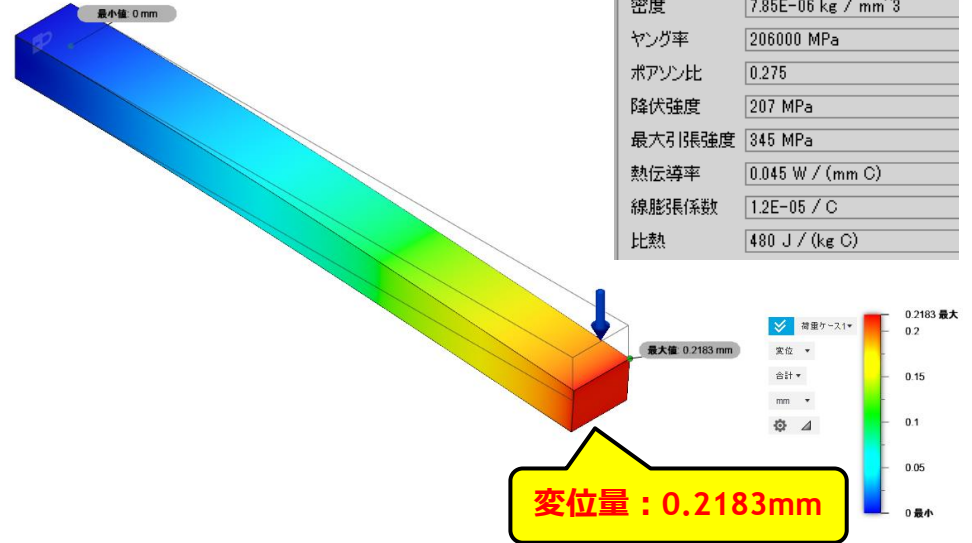 最小値: 0 mm
密度 7.85E-06 kg / mm^3
ヤング率 206000 MPa
ポアソン比 0.275
降伏強度 207 MPa
最大引張強度 345 MPa
熱伝導率 0.045 W / (mm C)
線膨張係数 1.2E-05 / C
比熱 480 J / (kg C)
最大値: 0.2183 mm
荷重ケース1
変位
合計
mm
0.2183 最大
0.2
0.15
0.1
0.05
0 最小
変位量：0.2183mm